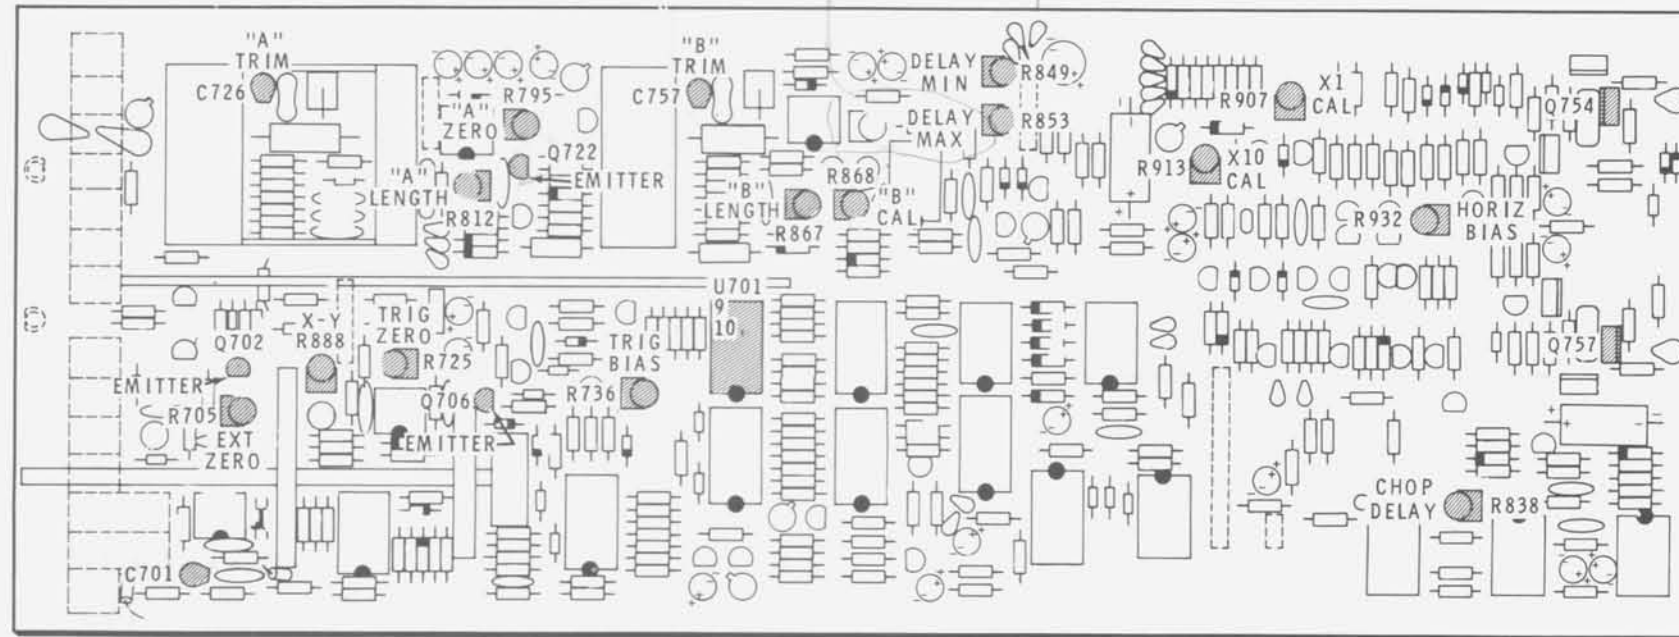 "A"
TRIM
C726
R795
"A"
ZERO
Q722
EMITTER
"A"
LENGTH
R812
"B"
TRIM
C757
DELAY
MIN
R849
DELAY
MAX
R853
R868
"B"
LENGTH
"B"
CAL
R867
R907
X1
CAL
R913
X10
CAL
Q754
R932
HORIZ
BIAS
U701
9
10
Q702
X-Y
R888
TRIG
ZERO
R725
TRIG
BIAS
R736
EMITTER
R705
EXT
ZERO
Q706
EMITTER
Q757
CHOP
DELAY
R838
C701